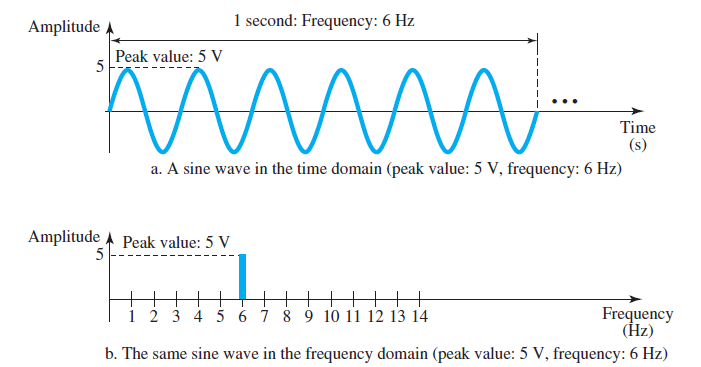 Amplitude
1 second: Frequency: 6 Hz
Peak value: 5 V
5
...
Time
(s)
a. A sine wave in the time domain (peak value: 5 V, frequency: 6 Hz)
Amplitude
Peak value: 5 V
5
1 2 3 4 5 6 7 8 9 10 11 12 13 14
Frequency
(Hz)
b. The same sine wave in the frequency domain (peak value: 5 V, frequency: 6 Hz)